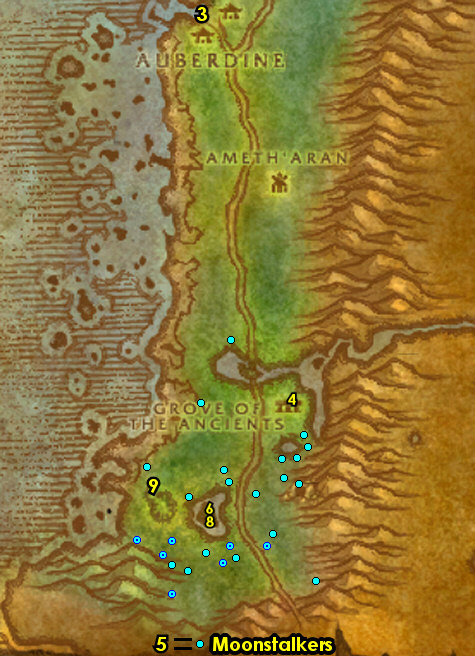 3
AUBERDINE
AMETH'ARAN
4
GROVE OF
THE ANCIENTS
9
6
8
5 = Moonstalkers